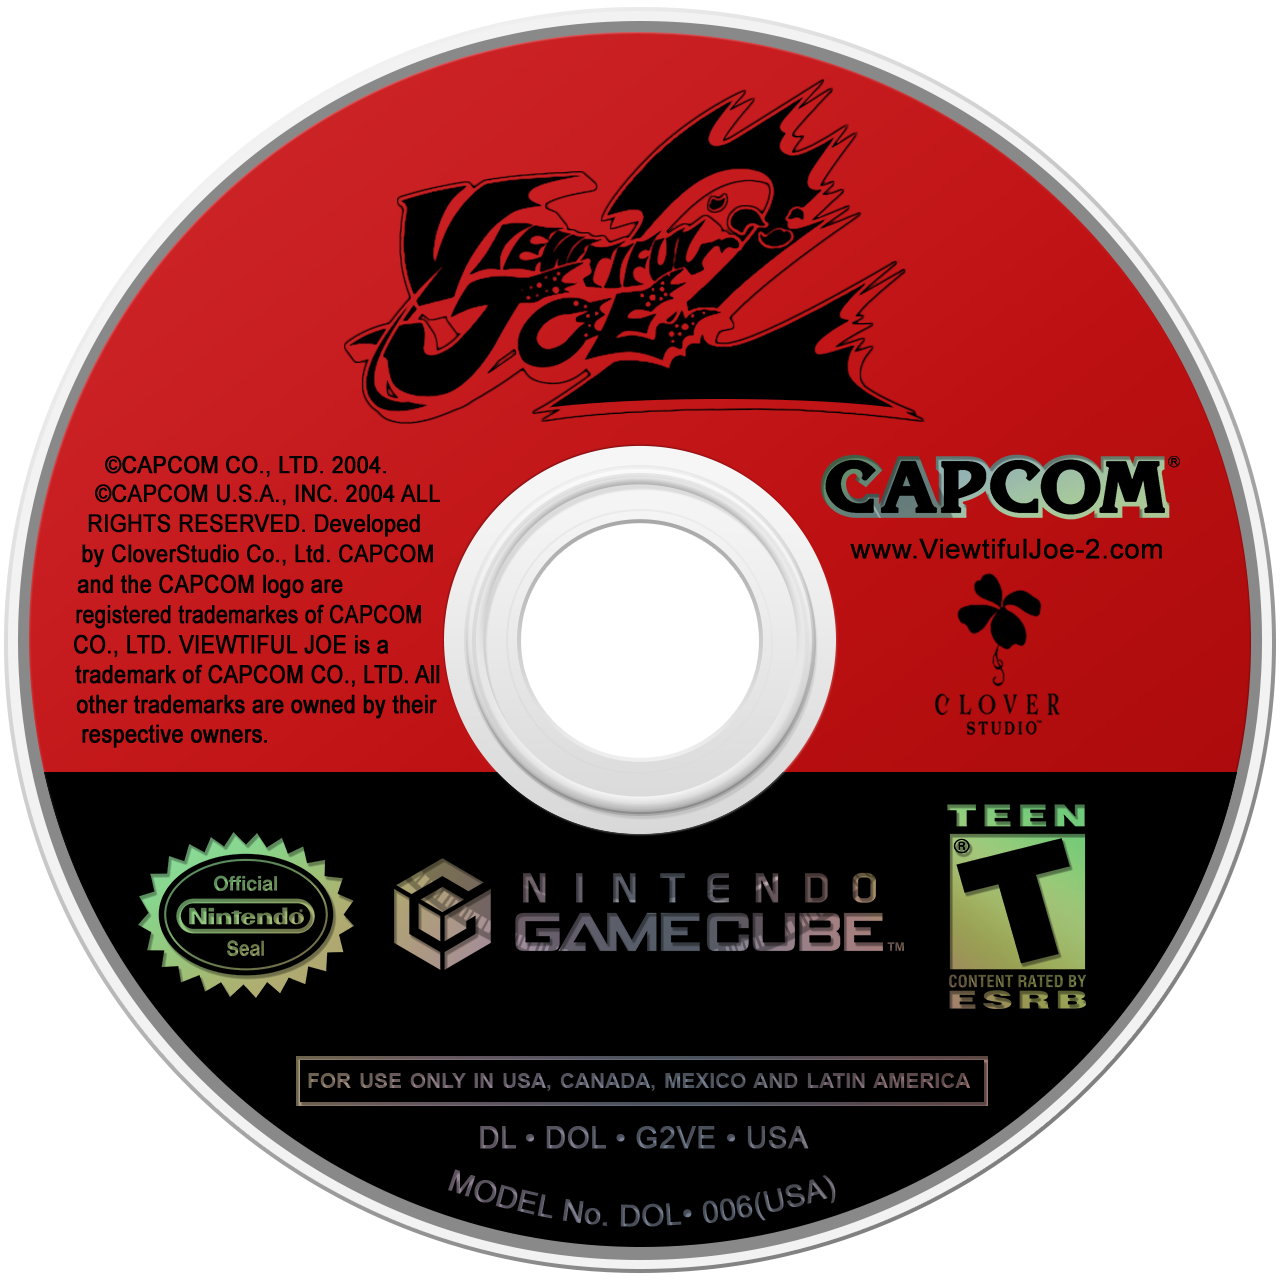 VIEWTIFUL
JOE 2
©CAPCOM CO., LTD. 2004.
©CAPCOM U.S.A., INC. 2004 ALL
RIGHTS RESERVED. Developed
by CloverStudio Co., Ltd. CAPCOM
and the CAPCOM logo are
registered trademarkes of CAPCOM
CO., LTD. VIEWTIFUL JOE is a
trademark of CAPCOM CO., LTD. All
other trademarks are owned by their
respective owners.
CAPCOM®
www.ViewtifulJoe-2.com
CLOVER
STUDIO™
Official
Nintendo®
Seal
NINTENDO
GAMECUBE™
TEEN
T®
CONTENT RATED BY
ESRB
FOR USE ONLY IN USA, CANADA, MEXICO AND LATIN AMERICA
DL • DOL • G2VE • USA
MODEL No. DOL• 006(USA)